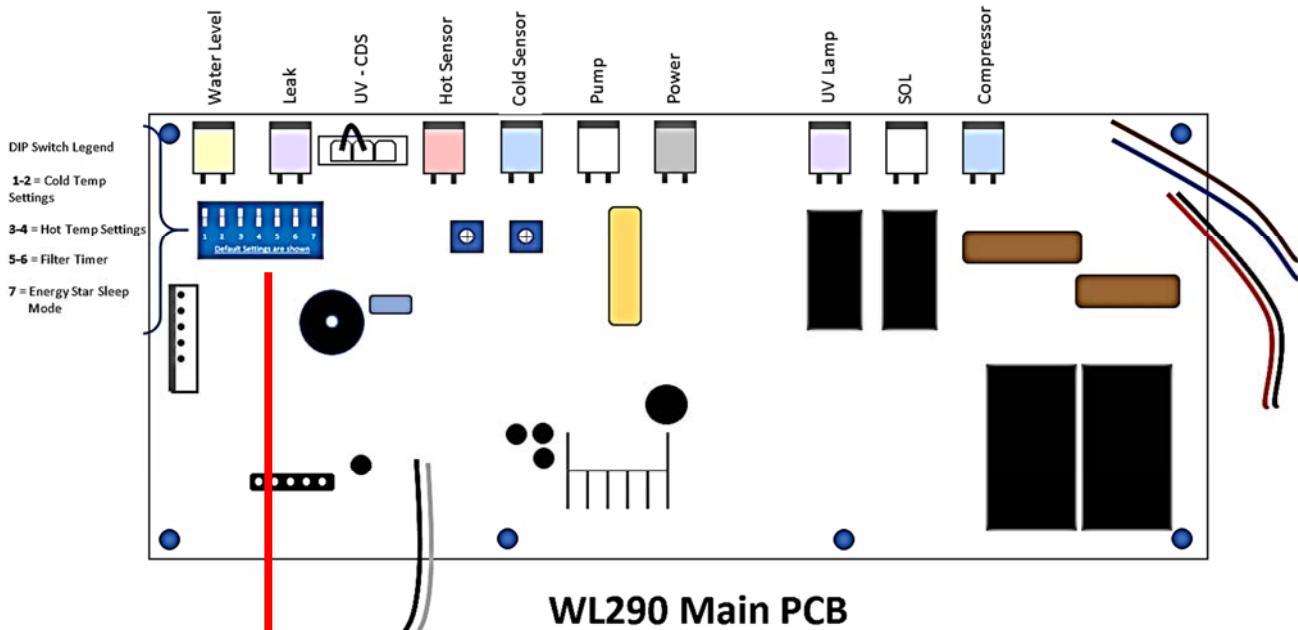 Water Level
Leak
UV - CDS
Hot Sensor
Cold Sensor
Pump
Power
UV Lamp
SOL
Compressor
DIP Switch Legend
1-2 = Cold Temp
Settings
3-4 = Hot Temp Settings
5-6 = Filter Timer
7 = Energy Star Sleep
Mode
1 2 3 4 5 6 7
Default Settings are shown
WL290 Main PCB